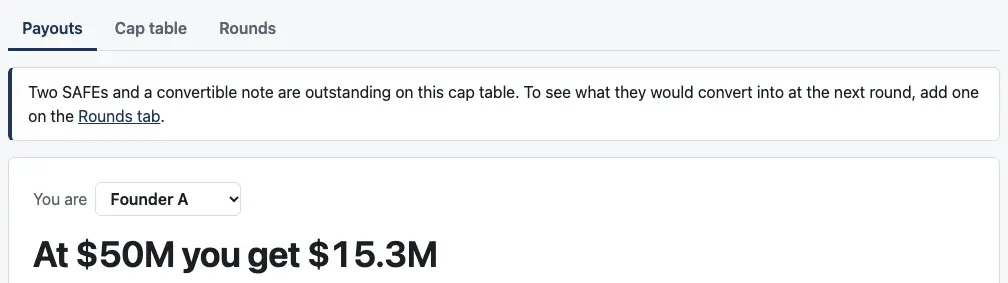 Payouts Cap table Rounds
Two SAFEs and a convertible note are outstanding on this cap table. To see what they would convert into at the next round, add one
on the Rounds tab.
You are Founder A
At $50M you get $15.3M